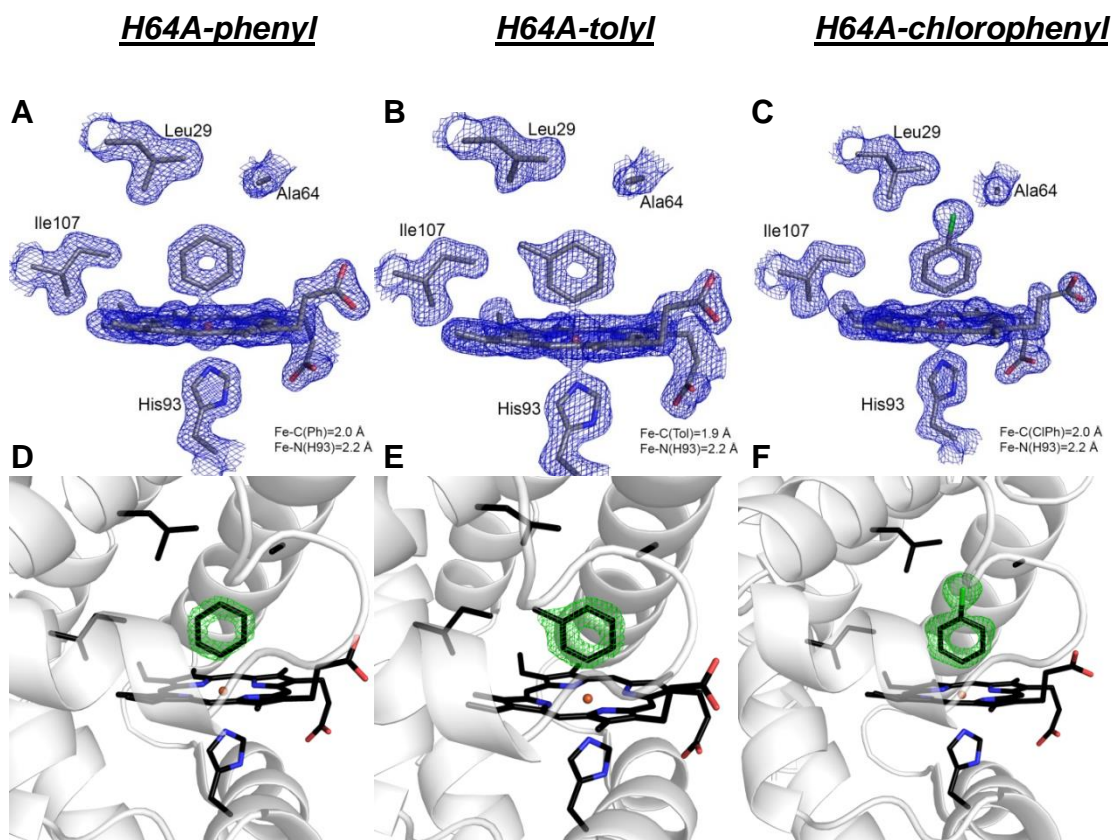 H64A-phenyl
H64A-tolyl
H64A-chlorophenyl
A
Leu29
Ala64
Ile107
His93
Fe-C(Ph)=2.0 Å
Fe-N(H93)=2.2 Å
B
Leu29
Ala64
Ile107
His93
Fe-C(Tol)=1.9 Å
Fe-N(H93)=2.2 Å
C
Leu29
Ala64
Ile107
His93
Fe-C(ClPh)=2.0 Å
Fe-N(H93)=2.2 Å
D
E
F